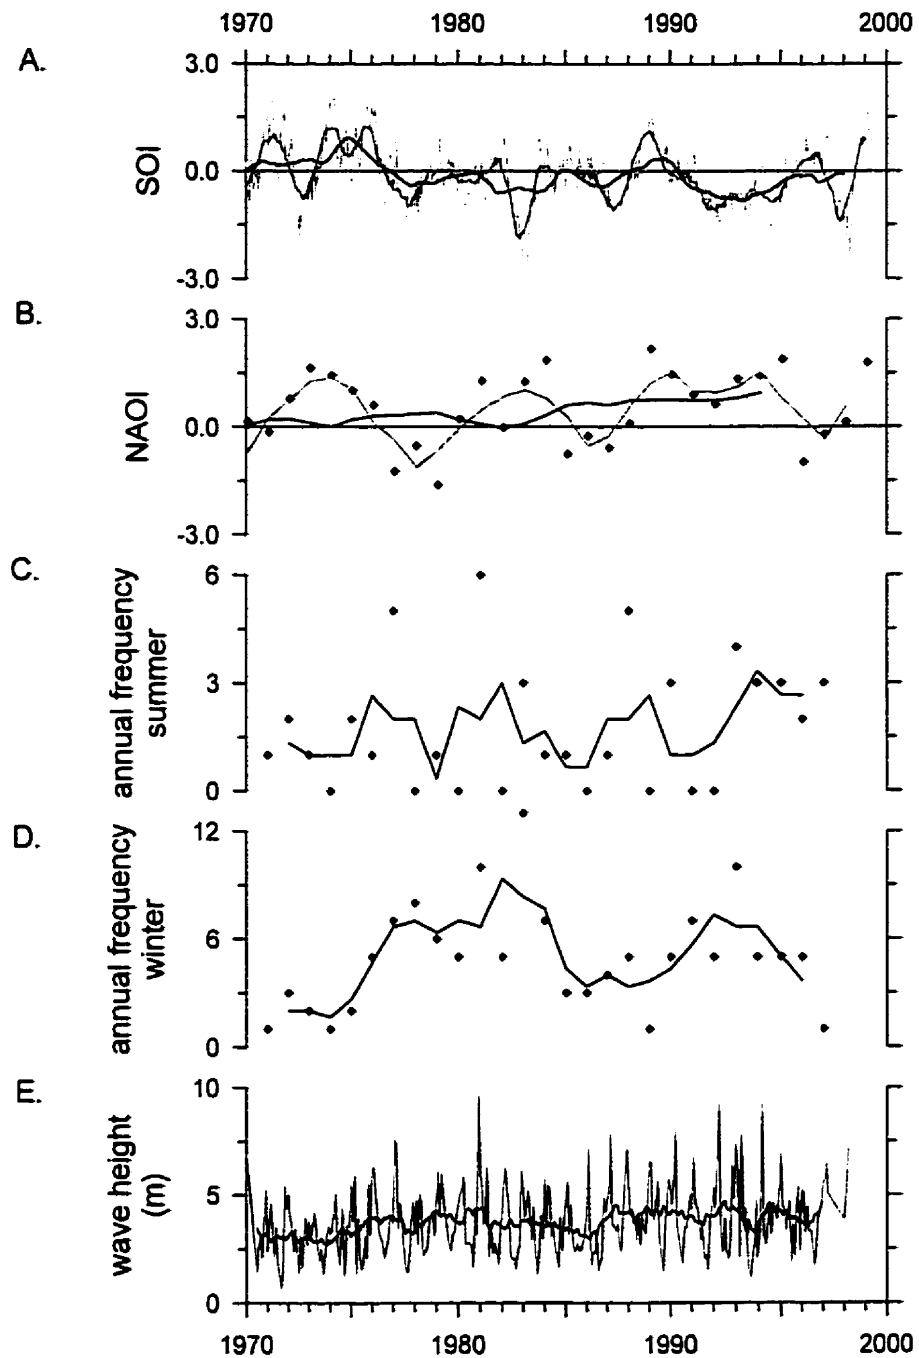 1970 1980 1990 2000
A.
3.0
SOI
0.0
-3.0
B.
3.0
NAOI
0.0
-3.0
C.
6
annual frequency
summer
3
0
D.
12
annual frequency
winter
6
0
E.
10
wave height
(m)
5
0
1970 1980 1990 2000